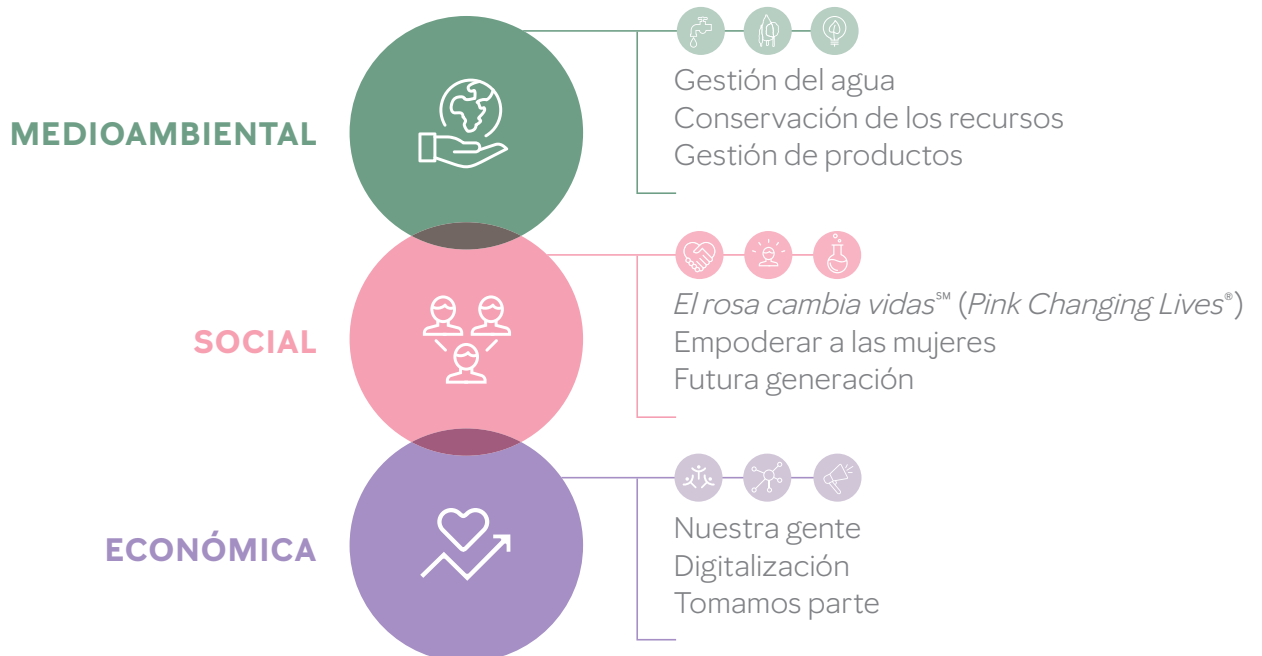 MEDIOAMBIENTAL
Gestión del agua
Conservación de los recursos
Gestión de productos
SOCIAL
El rosa cambia vidas℠ (Pink Changing Lives®)
Empoderar a las mujeres
Futura generación
ECONÓMICA
Nuestra gente
Digitalización
Tomamos parte